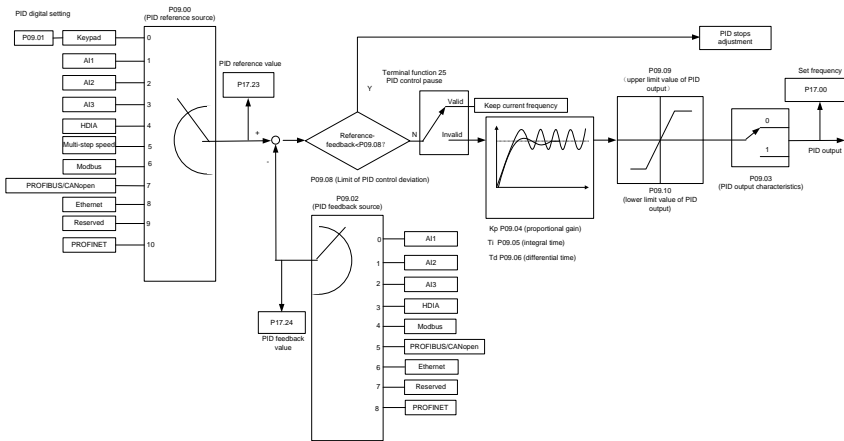 PID digital setting
P09.00
(PID reference source)
P09.01
Keypad
0
AI1
1
AI2
2
AI3
3
HDIA
4
Multi-step speed
5
Modbus
6
PROFIBUS/CANopen
7
Ethernet
8
Reserved
9
PROFINET
10
PID reference value
P17.23
+
-
Reference-
feedback<P09.08?
Y
N
P09.08 (Limit of PID control deviation)
PID stops
adjustment
Terminal function 25
PID control pause
Valid
Invalid
Keep current frequency
Kp P09.04 (proportional gain)
Ti P09.05 (integral time)
Td P09.06 (differential time)
P09.09
(upper limit value of PID
output)
P09.10
(lower limit value of PID
output)
0
1
P09.03
(PID output characteristics)
Set frequency
P17.00
PID output
P09.02
(PID feedback source)
0
AI1
1
AI2
2
AI3
3
HDIA
4
Modbus
5
PROFIBUS/CANopen
6
Ethernet
7
Reserved
8
PROFINET
P17.24
PID feedback
value